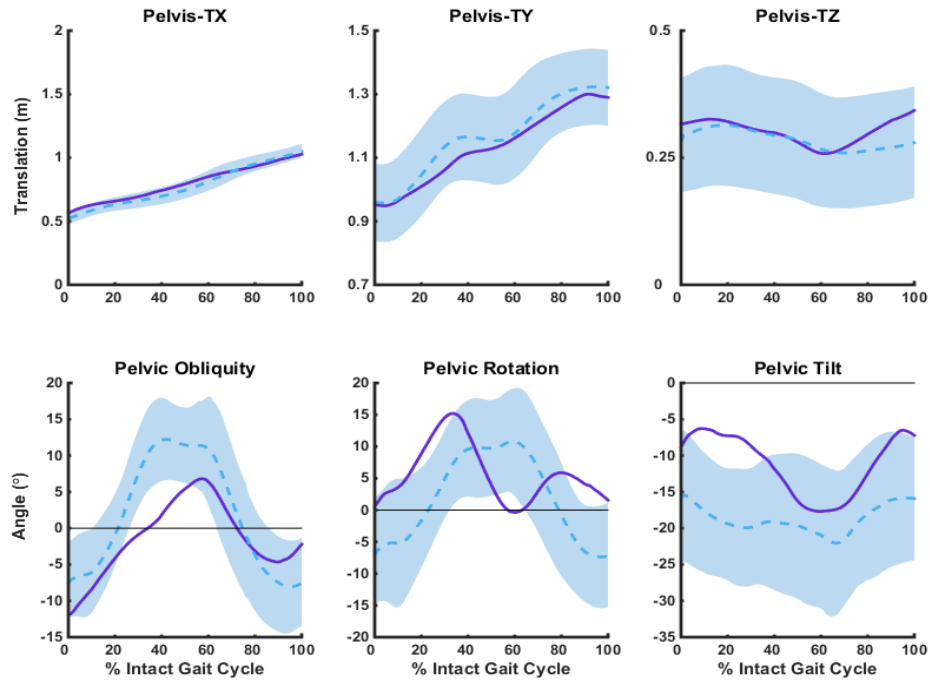 Pelvis-TX Pelvis-TY Pelvis-TZ
Translation (m)
2
1.5
1
0.5
0
0 20 40 60 80 100
1.5
1.3
1.1
0.9
0.7
0 20 40 60 80 100
0.5
0.25
0
0 20 40 60 80 100
Pelvic Obliquity Pelvic Rotation Pelvic Tilt
Angle (°)
20
15
10
5
0
-5
-10
-15
0 20 40 60 80 100
% Intact Gait Cycle
20
15
10
5
0
-5
-10
-15
-20
0 20 40 60 80 100
% Intact Gait Cycle
0
-5
-10
-15
-20
-25
-30
-35
0 20 40 60 80 100
% Intact Gait Cycle